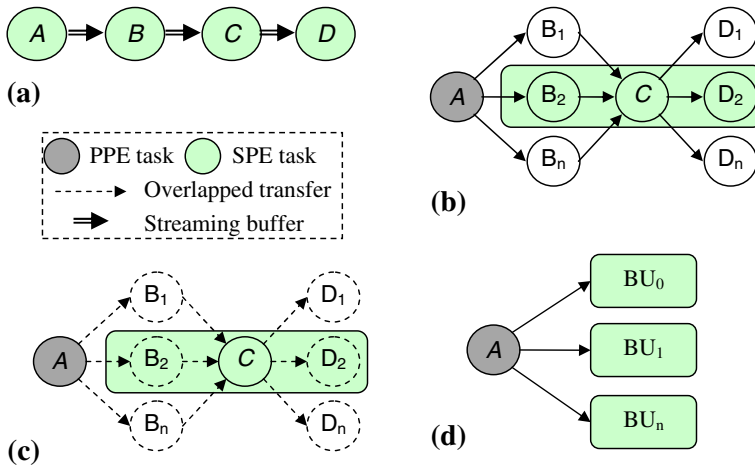 A B C D
(a)
PPE task SPE task
Overlapped transfer
Streaming buffer
B1 D1
A B2 C D2
Bn Dn
(b)
B1 D1
A B2 C D2
Bn Dn
(c)
BU0
A BU1
BUn
(d)